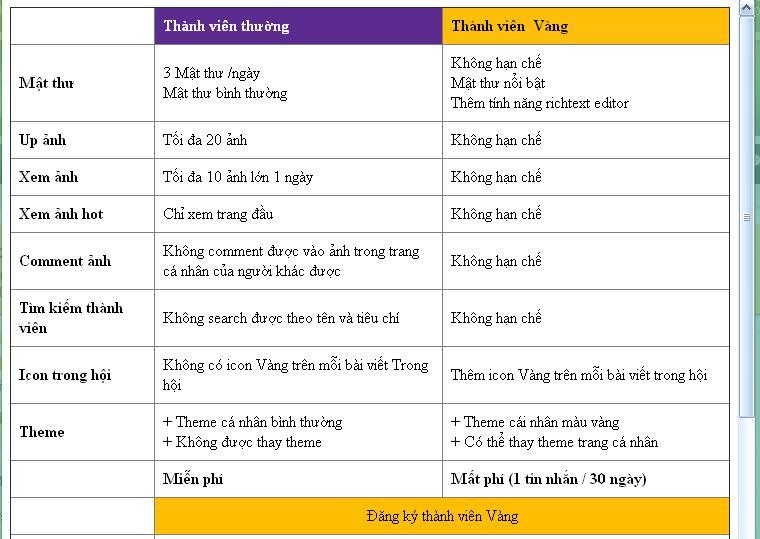 Thành viên thường
Thành viên Vàng
Mật thư
3 Mật thư /ngày
Mật thư bình thường
Không hạn chế
Mật thư nổi bật
Thêm tính năng richtext editor
Up ảnh
Tối đa 20 ảnh
Không hạn chế
Xem ảnh
Tối đa 10 ảnh lớn 1 ngày
Không hạn chế
Xem ảnh hot
Chỉ xem trang đầu
Không hạn chế
Comment ảnh
Không comment được vào ảnh trong trang
cá nhân của người khác được
Không hạn chế
Tìm kiếm thành
viên
Không search được theo tên và tiêu chí
Không hạn chế
Icon trong hội
Không có icon Vàng trên mỗi bài viết Trong
hội
Thêm icon Vàng trên mỗi bài viết trong hội
Theme
+ Theme cá nhân bình thường
+ Không được thay theme
+ Theme cái nhân màu vàng
+ Có thể thay theme trang cá nhân
Miễn phí
Mất phí (1 tin nhắn / 30 ngày)
Đăng ký thành viên Vàng